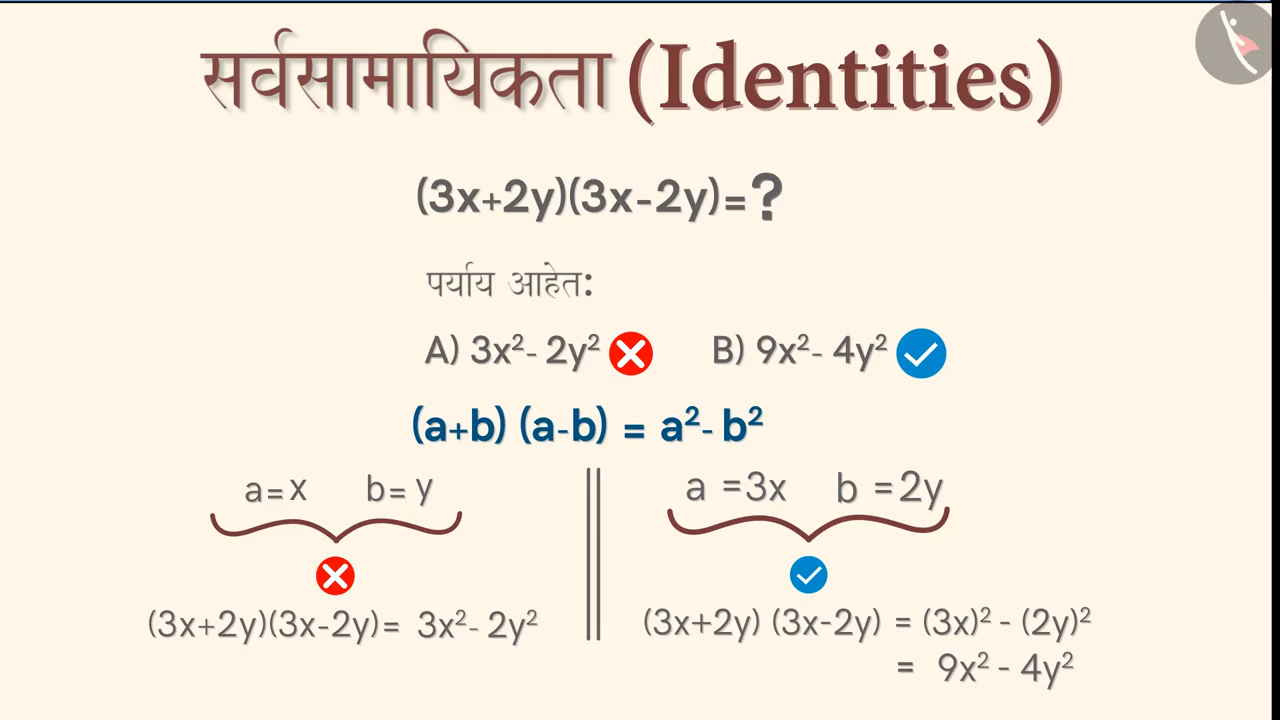 सर्वसामायिकता (Identities)
(3x+2y)(3x-2y)=?
पर्याय आहेत:
A) 3x²- 2y² B) 9x²- 4y²
(a+b) (a-b) = a²- b²
a=x b= y
(3x+2y)(3x-2y)= 3x²- 2y²
a =3x b =2y
(3x+2y) (3x-2y) = (3x)² - (2y)²
= 9x² - 4y²